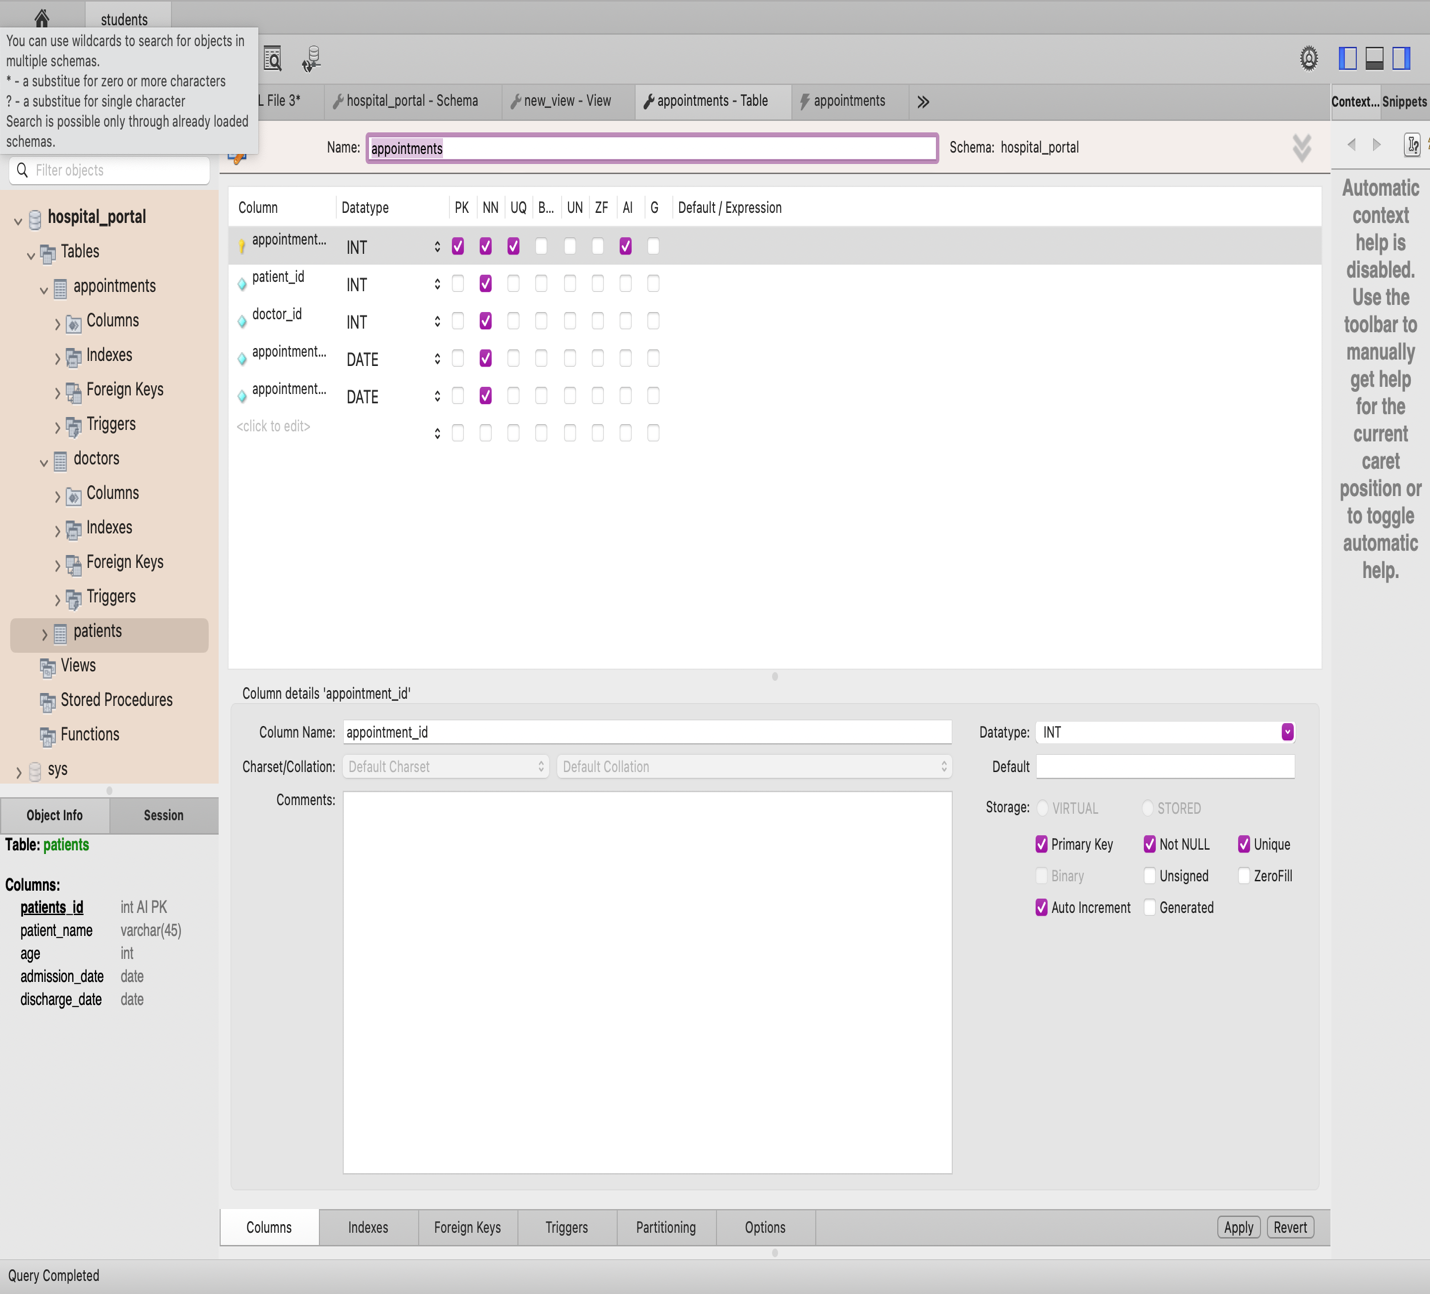 students
You can use wildcards to search for objects in
multiple schemas.
* - a substitue for zero or more characters
? - a substitue for single character
Search is possible only through already loaded
schemas.
L File 3*
hospital_portal - Schema
new_view - View
appointments - Table
appointments
Context...
Snippets
Name:
appointments
Schema: hospital_portal
Filter objects
hospital_portal
Tables
appointments
Columns
Indexes
Foreign Keys
Triggers
doctors
Columns
Indexes
Foreign Keys
Triggers
patients
Views
Stored Procedures
Functions
sys
Column Datatype PK NN UQ B... UN ZF AI G Default / Expression
appointment... INT
patient_id INT
doctor_id INT
appointment... DATE
appointment... DATE
<click to edit>
Automatic
context
help is
disabled.
Use the
toolbar to
manually
get help
for the
current
caret
position or
to toggle
automatic
help.
Column details 'appointment_id'
Column Name: appointment_id
Datatype: INT
Charset/Collation: Default Charset Default Collation
Default
Comments:
Storage: VIRTUAL STORED
Primary Key Not NULL Unique
Binary Unsigned ZeroFill
Auto Increment Generated
Object Info Session
Table: patients
Columns:
patients_id int AI PK
patient_name varchar(45)
age int
admission_date date
discharge_date date
Columns Indexes Foreign Keys Triggers Partitioning Options
Apply Revert
Query Completed